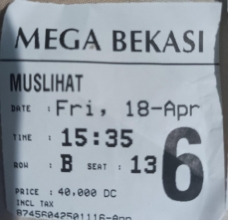 MEGA BEKASI
MUSLIHAT
DATE : Fri, 18-Apr
TIME : 15:35
ROW : B SEAT : 13
6
PRICE : 40,000 DC
INCL TAX